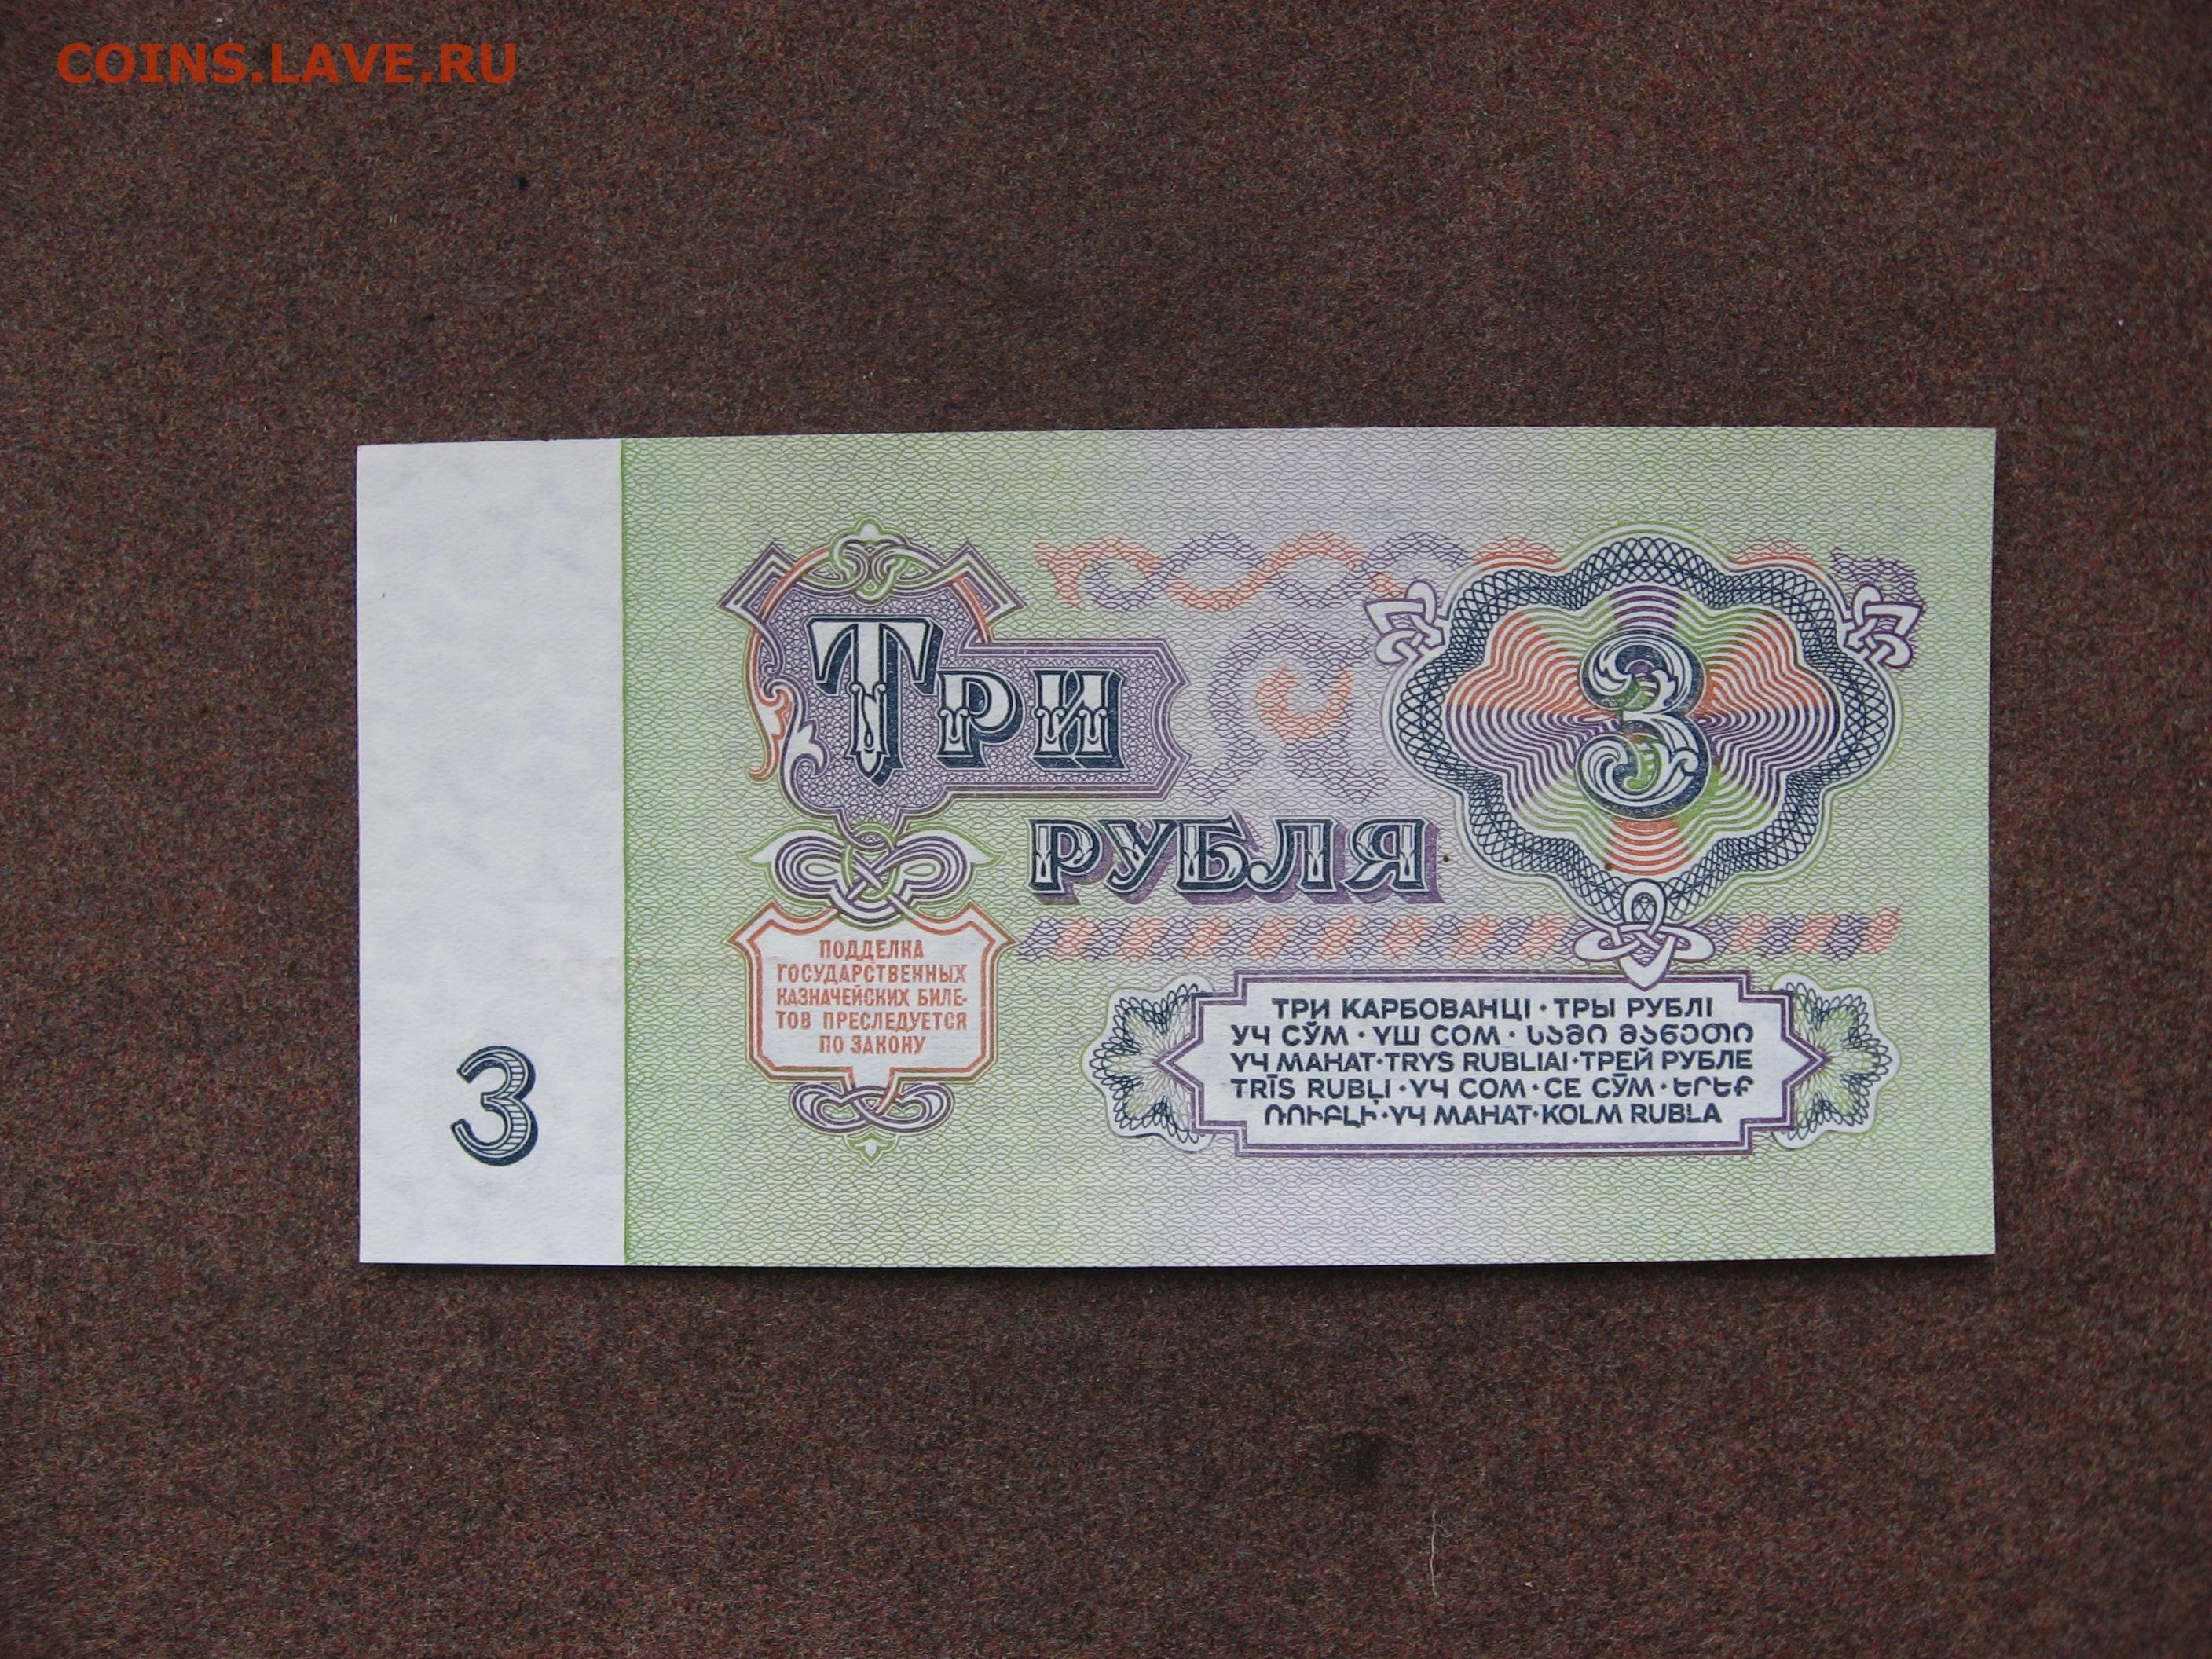 COINS.LAVE.RU
ТРИ
РУБЛЯ
3
ПОДДЕЛКА
ГОСУДАРСТВЕННЫХ
КАЗНАЧЕЙСКИХ БИЛЕ-
ТОВ ПРЕСЛЕДУЕТСЯ
ПО ЗАКОНУ
3
ТРИ КАРБОВАНЦІ · ТРЫ РУБЛІ
УЧ СЎМ · ҮШ СОМ · ᲡᲐᲛᲘ ᲛᲐᲜᲔᲗᲘ
ҮЧ МАНАТ · TRYS RUBLIAI · ТРЕЙ РУБЛЕ
TRĪS RUBĻI · ҮЧ СОМ · СЕ СӮМ · ԵՐԵՔ
ՌՈՒԲԼԻ · ҮЧ МАНАТ · KOLM RUBLA